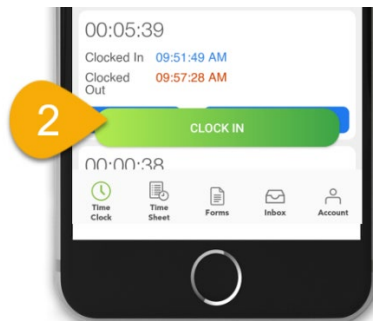 00:05:39
Clocked In 09:51:49 AM
Clocked Out 09:57:28 AM
2
CLOCK IN
00:00:38
Time Clock
Time Sheet
Forms
Inbox
Account